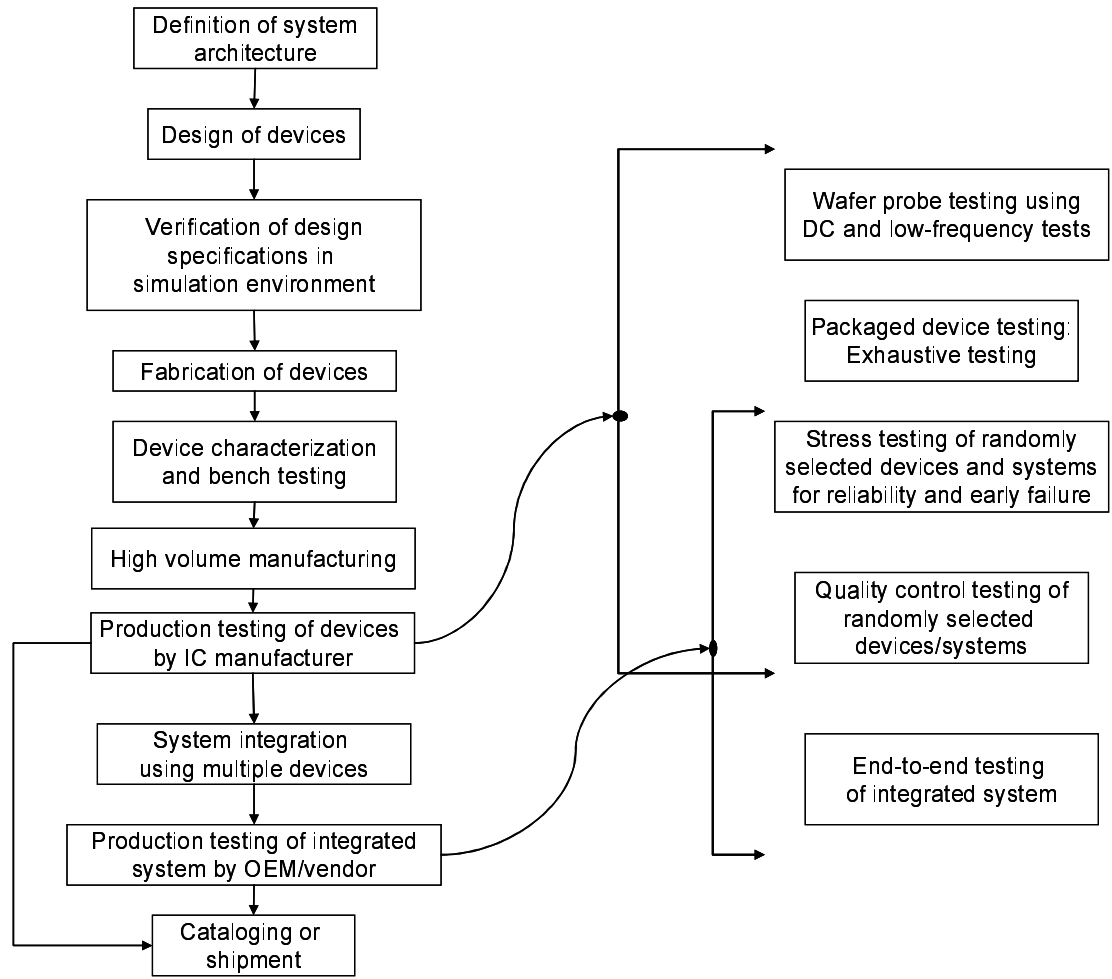 Definition of system
architecture
Design of devices
Verification of design
specifications in
simulation environment
Fabrication of devices
Device characterization
and bench testing
High volume manufacturing
Production testing of devices
by IC manufacturer
System integration
using multiple devices
Production testing of integrated
system by OEM/vendor
Cataloging or
shipment
Wafer probe testing using
DC and low-frequency tests
Packaged device testing:
Exhaustive testing
Stress testing of randomly
selected devices and systems
for reliability and early failure
Quality control testing of
randomly selected
devices/systems
End-to-end testing
of integrated system